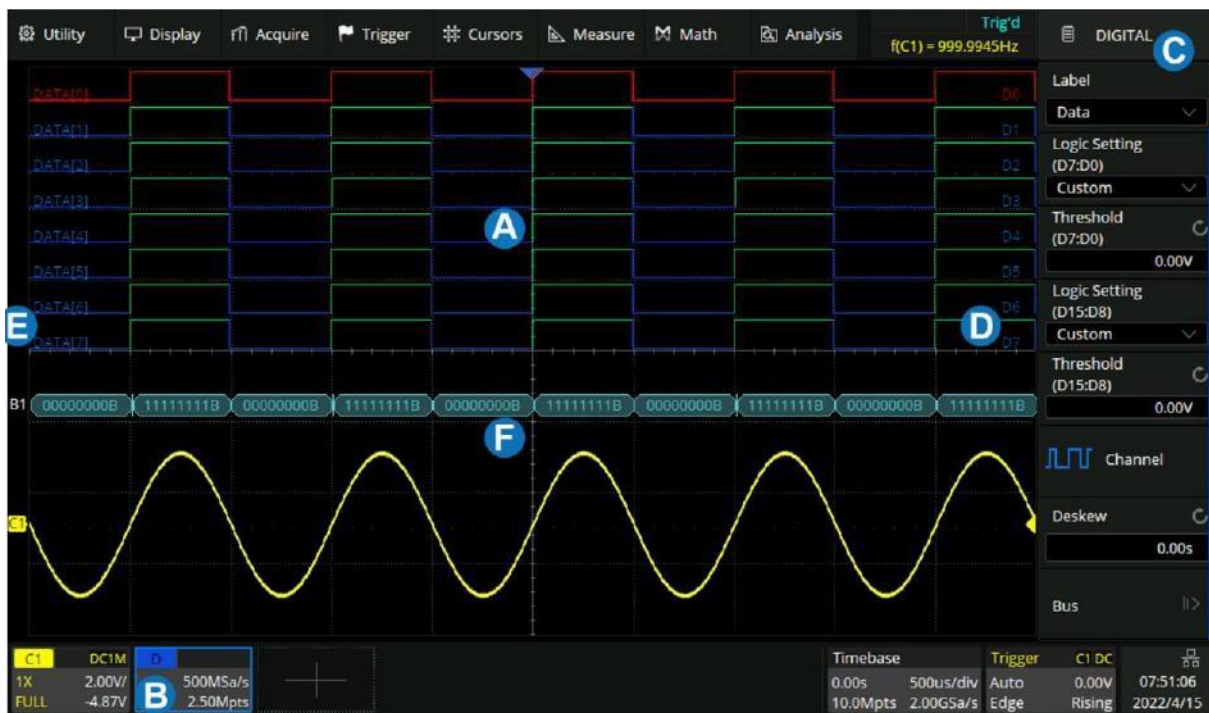 Utility Display Acquire Trigger Cursors Measure Math Analysis
Trig'd
f(C1) = 999.9945Hz
DIGITAL
C
Label
Data
Logic Setting
(D7:D0)
Custom
Threshold
(D7:D0)
0.00V
Logic Setting
(D15:D8)
Custom
Threshold
(D15:D8)
0.00V
Channel
Deskew
0.00s
Bus
DATA[0] D0
DATA[1] D1
DATA[2] D2
DATA[3] D3
A
DATA[4] D4
DATA[5] D5
DATA[6] D6
E D
DATA[7] D7
B1 00000000B 11111111B 00000000B 11111111B 00000000B 11111111B 00000000B 11111111B 00000000B 11111111B
F
C1
C1 DC1M
1X 2.00V/
FULL -4.87V
D
500MSa/s
B 2.50Mpts
Timebase
0.00s 500us/div
10.0Mpts 2.00GSa/s
Trigger C1 DC
Auto 0.00V
Edge Rising
07:51:06
2022/4/15